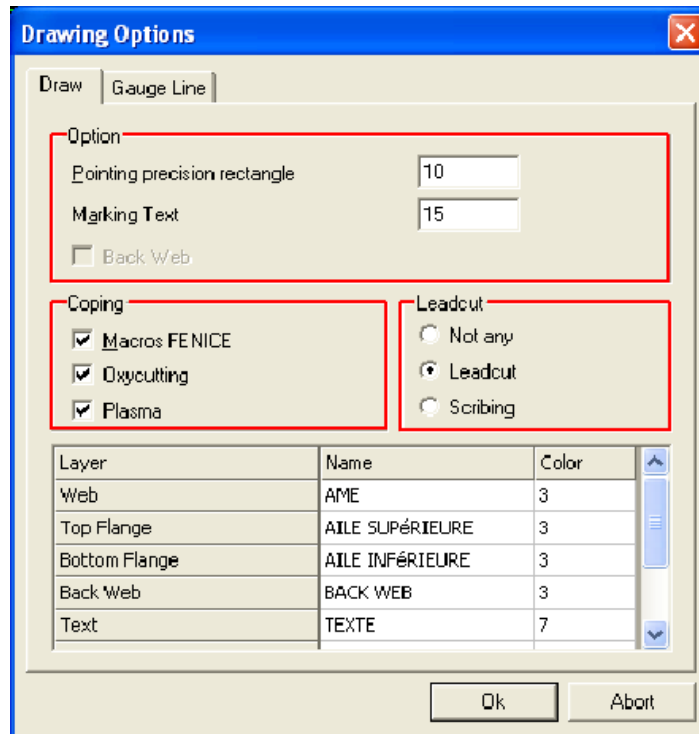 Drawing Options
Draw Gauge Line
Option
Pointing precision rectangle 10
Marking Text 15
Back Web
Coping
Macros FENICE
Oxycutting
Plasma
Leadcut
Not any
Leadcut
Scribing
Layer Name Color
Web AME 3
Top Flange AILE SUPéRIEURE 3
Bottom Flange AILE INFéRIEURE 3
Back Web BACK WEB 3
Text TEXTE 7
Ok Abort